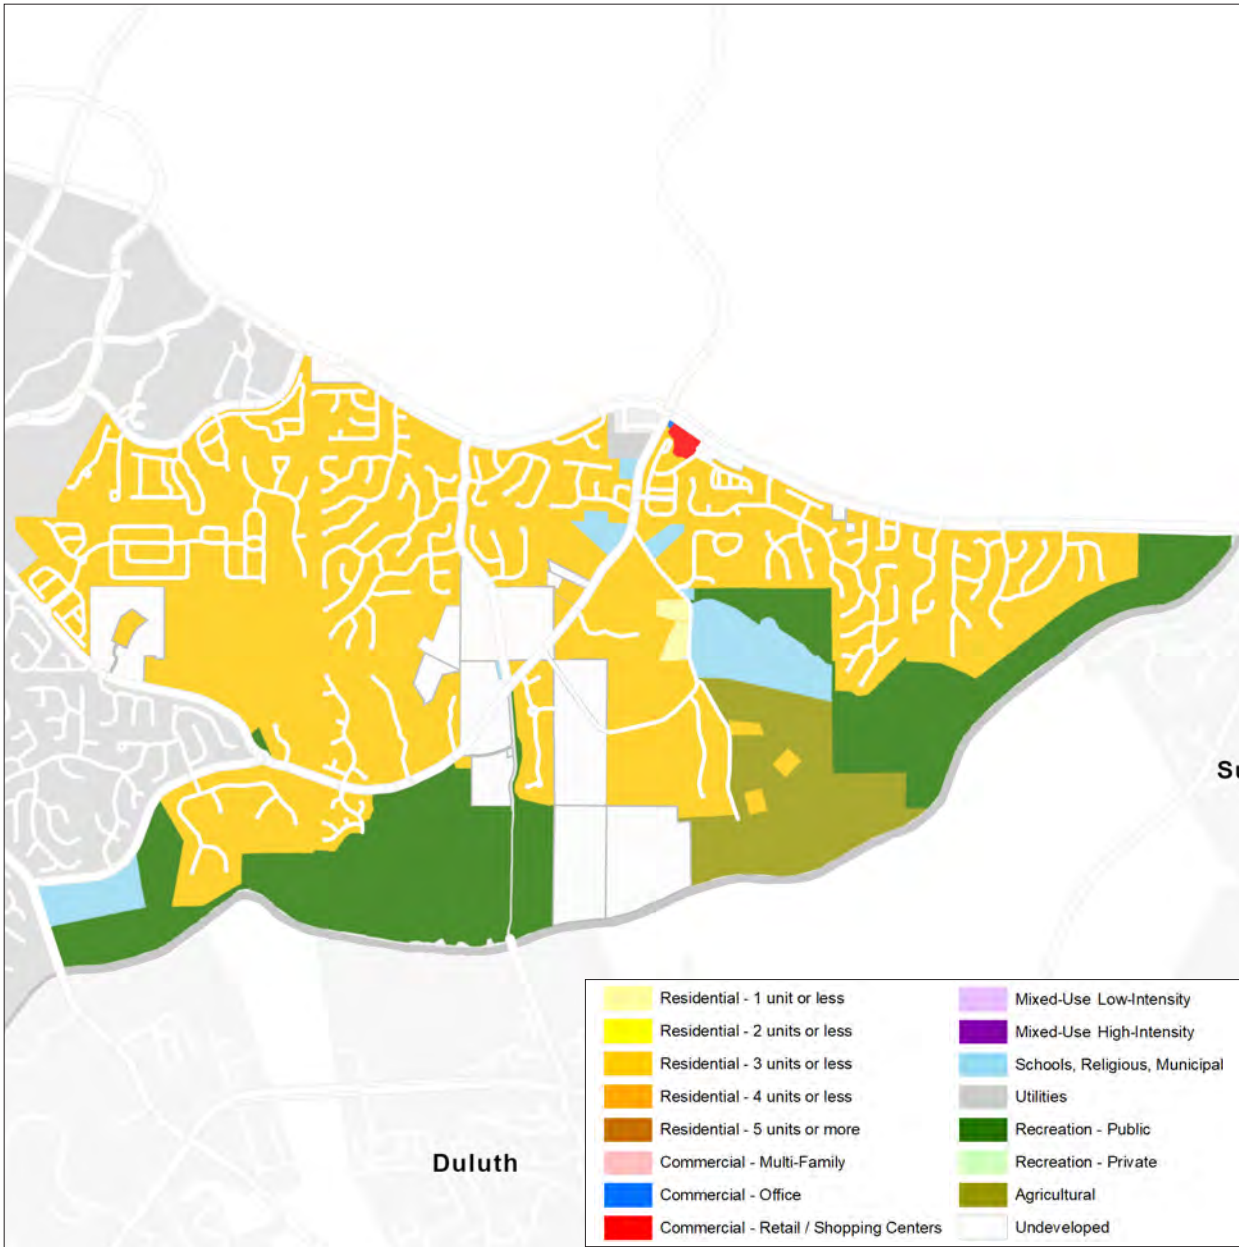 Su
Duluth
Residential - 1 unit or less
Residential - 2 units or less
Residential - 3 units or less
Residential - 4 units or less
Residential - 5 units or more
Commercial - Multi-Family
Commercial - Office
Commercial - Retail / Shopping Centers
Mixed-Use Low-Intensity
Mixed-Use High-Intensity
Schools, Religious, Municipal
Utilities
Recreation - Public
Recreation - Private
Agricultural
Undeveloped